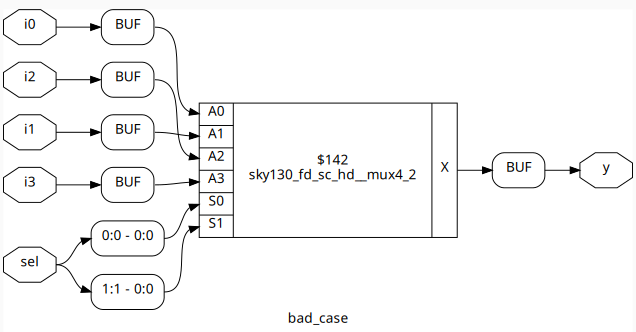 i0
BUF
i2
BUF
i1
BUF
i3
BUF
sel
0:0 - 0:0
1:1 - 0:0
A0
A1
A2
A3
S0
S1
$142
sky130_fd_sc_hd__mux4_2
X
BUF
y
bad_case